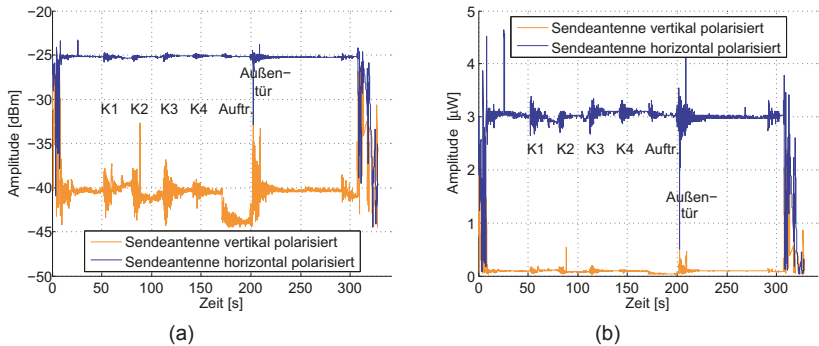 −20
−25
−30
−35
−40
−45
−50
Amplitude [dBm]
Außen−
tür
K1 K2 K3 K4 Auftr.
Sendeantenne vertikal polarisiert
Sendeantenne horizontal polarisiert
0 50 100 150 200 250 300
Zeit [s]
(a)
5
4
3
2
1
0
Amplitude [µW]
Sendeantenne vertikal polarisiert
Sendeantenne horizontal polarisiert
K1 K2 K3 K4 Auftr.
Außen−
tür
0 50 100 150 200 250 300
Zeit [s]
(b)